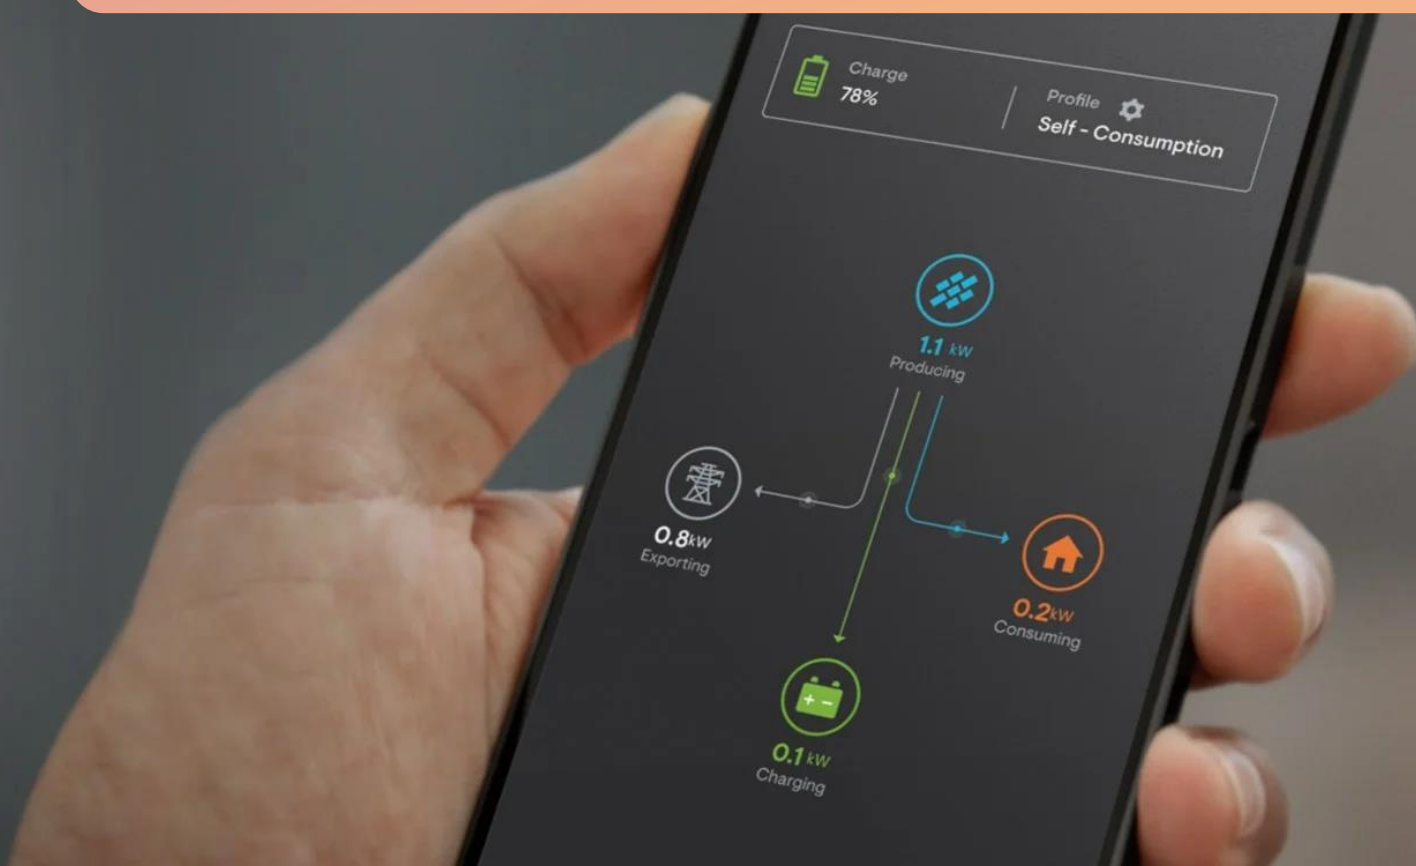 Charge
78%
Profile
Self - Consumption
1.1 kW
Producing
0.8kW
Exporting
0.2kW
Consuming
0.1 kW
Charging